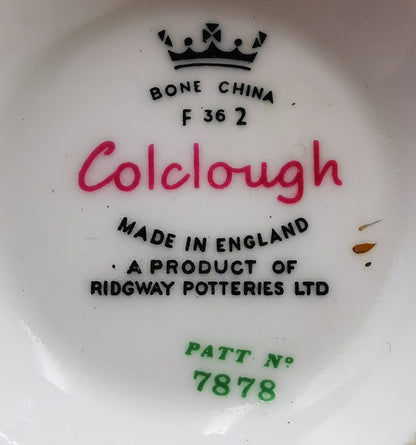 BONE CHINA
F 36 2
Colclough
MADE IN ENGLAND
A PRODUCT OF
RIDGWAY POTTERIES LTD
PATT Nº
7878